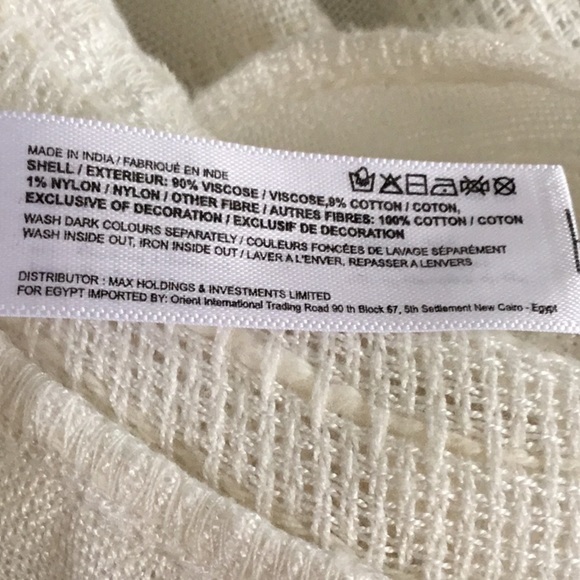 MADE IN INDIA / FABRIQUÉ EN INDE
SHELL / EXTERIEUR: 90% VISCOSE / VISCOSE,9% COTTON / COTON,
1% NYLON / NYLON / OTHER FIBRE / AUTRES FIBRES: 100% COTTON / COTON
EXCLUSIVE OF DECORATION / EXCLUSIF DE DECORATION
WASH DARK COLOURS SEPARATELY / COULEURS FONCÉES DE LAVAGE SÉPARÉMENT
WASH INSIDE OUT, IRON INSIDE OUT / LAVER À L'ENVER, REPASSER A LENVERS
DISTRIBUTOR : MAX HOLDINGS & INVESTMENTS LIMITED
FOR EGYPT IMPORTED BY: Orient International Trading Road 90 th Block 67, 5th Settlement New Cairo - Egypt